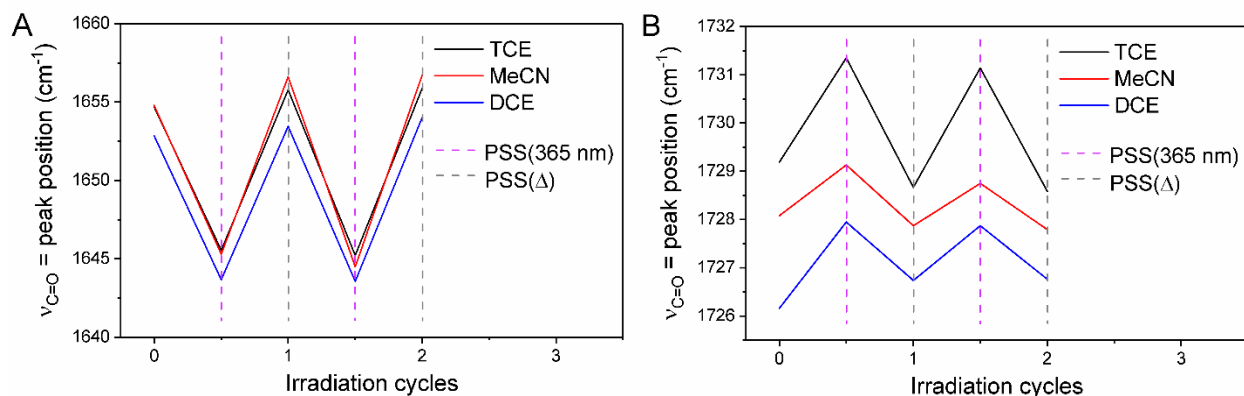 A
ν_C=O = peak position (cm⁻¹)
1660
1655
1650
1645
1640
0
1
2
3
Irradiation cycles
TCE
MeCN
DCE
PSS(365 nm)
PSS(Δ)
B
ν_C=O = peak position (cm⁻¹)
1732
1731
1730
1729
1728
1727
1726
0
1
2
3
Irradiation cycles
TCE
MeCN
DCE
PSS(365 nm)
PSS(Δ)